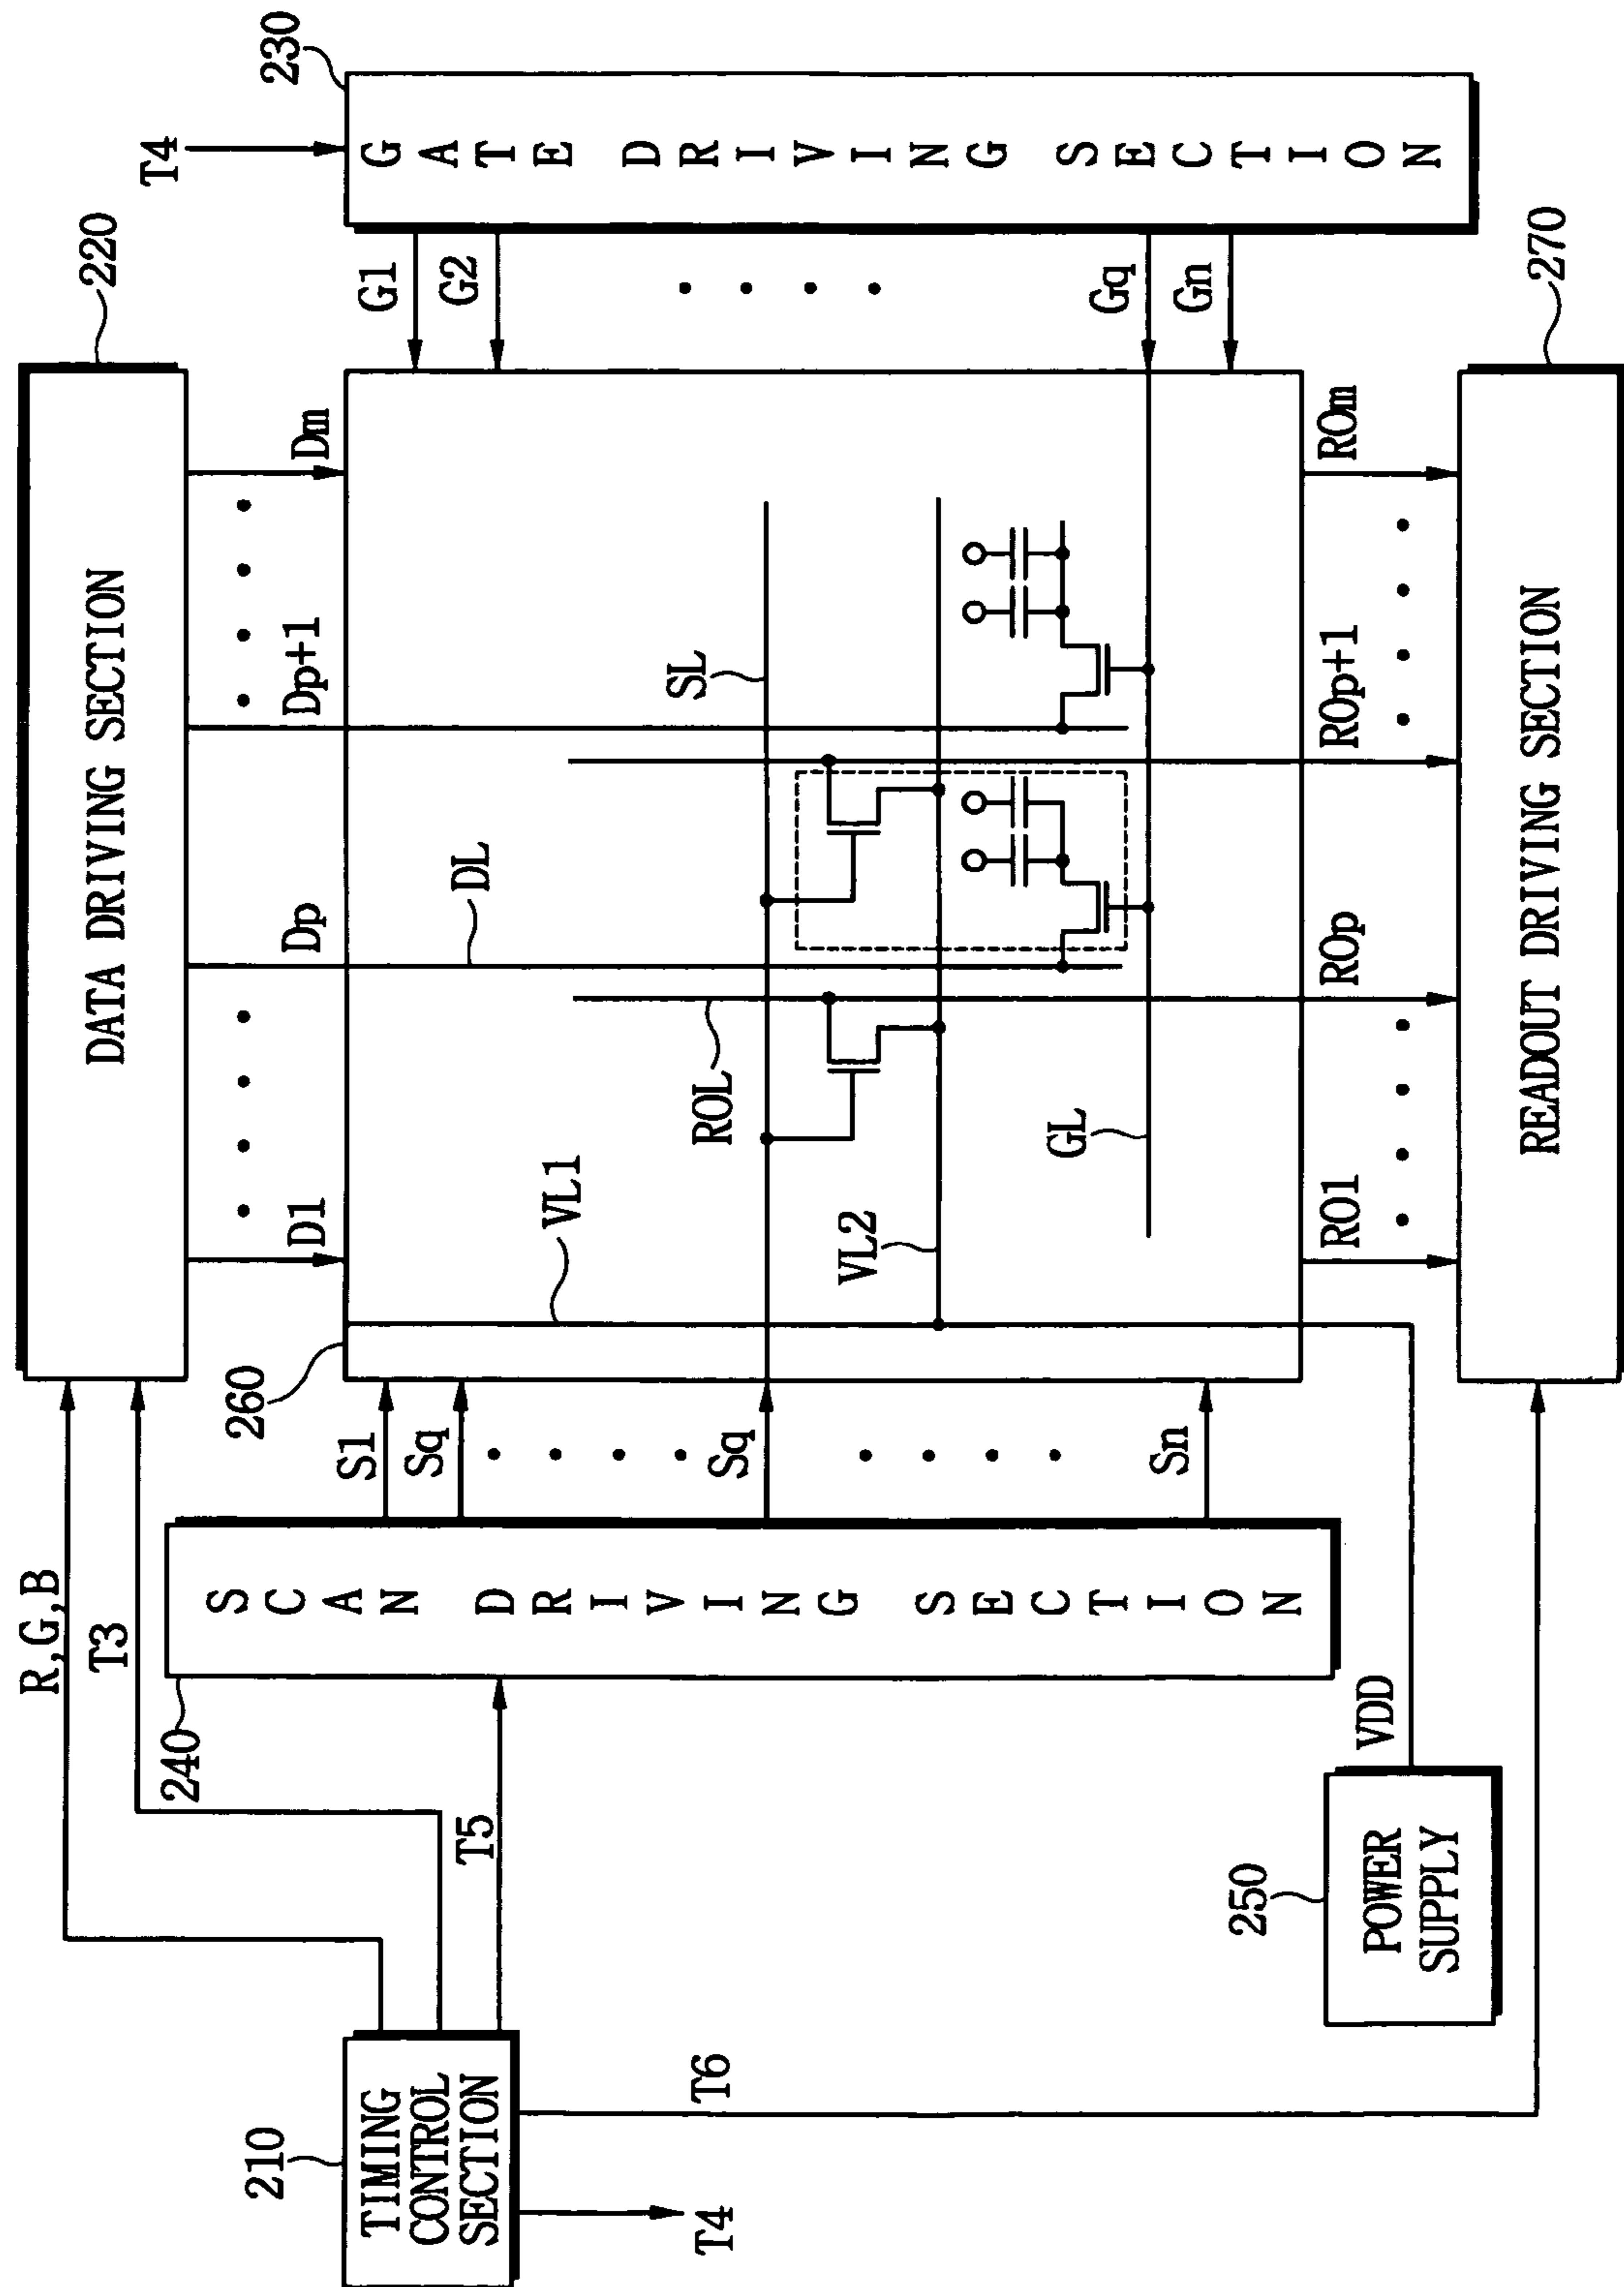 220
DATA DRIVING SECTION
R,G,B
T3
D1
Dp
Dp+1
Dm
T4
230
GATE DRIVING SECTION
G1
G2
Gq
Gn
210
TIMING
CONTROL
SECTION
T4
T5
T6
240
SCAN DRIVING SECTION
S1
Sq
Sq
Sn
260
VL1
DL
ROL
SL
VL2
GL
250
POWER
SUPPLY
VDD
RO1
ROp
ROp+1
ROm
270
READOUT DRIVING SECTION